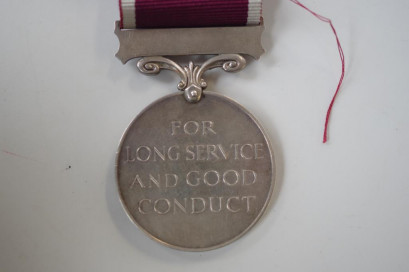 FOR
LONG SERVICE
AND GOOD
CONDUCT